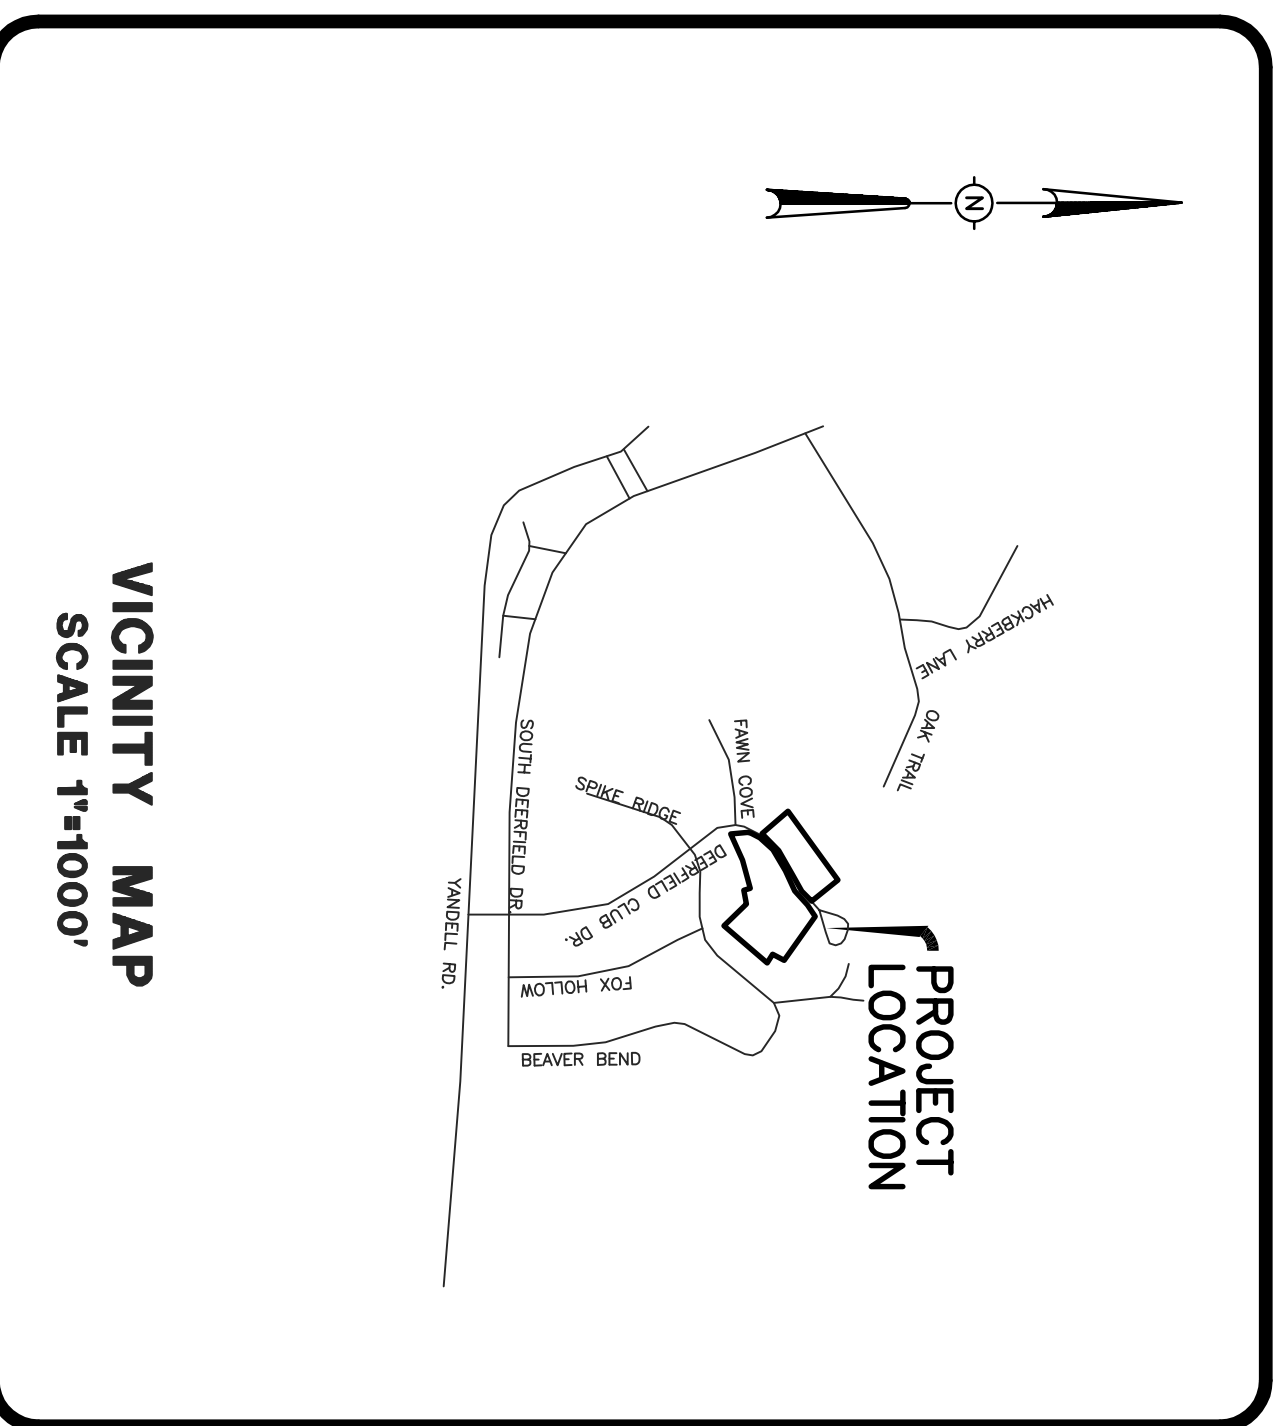 N
HACKBERRY LANE
OAK TRAIL
FAWN COVE
SPIKE RIDGE
SOUTH DEERFIELD DR.
DEERFIELD CLUB DR.
YANDELL RD.
FOX HOLLOW
BEAVER BEND
PROJECT
LOCATION
VICINITY MAP
SCALE 1"=1000'